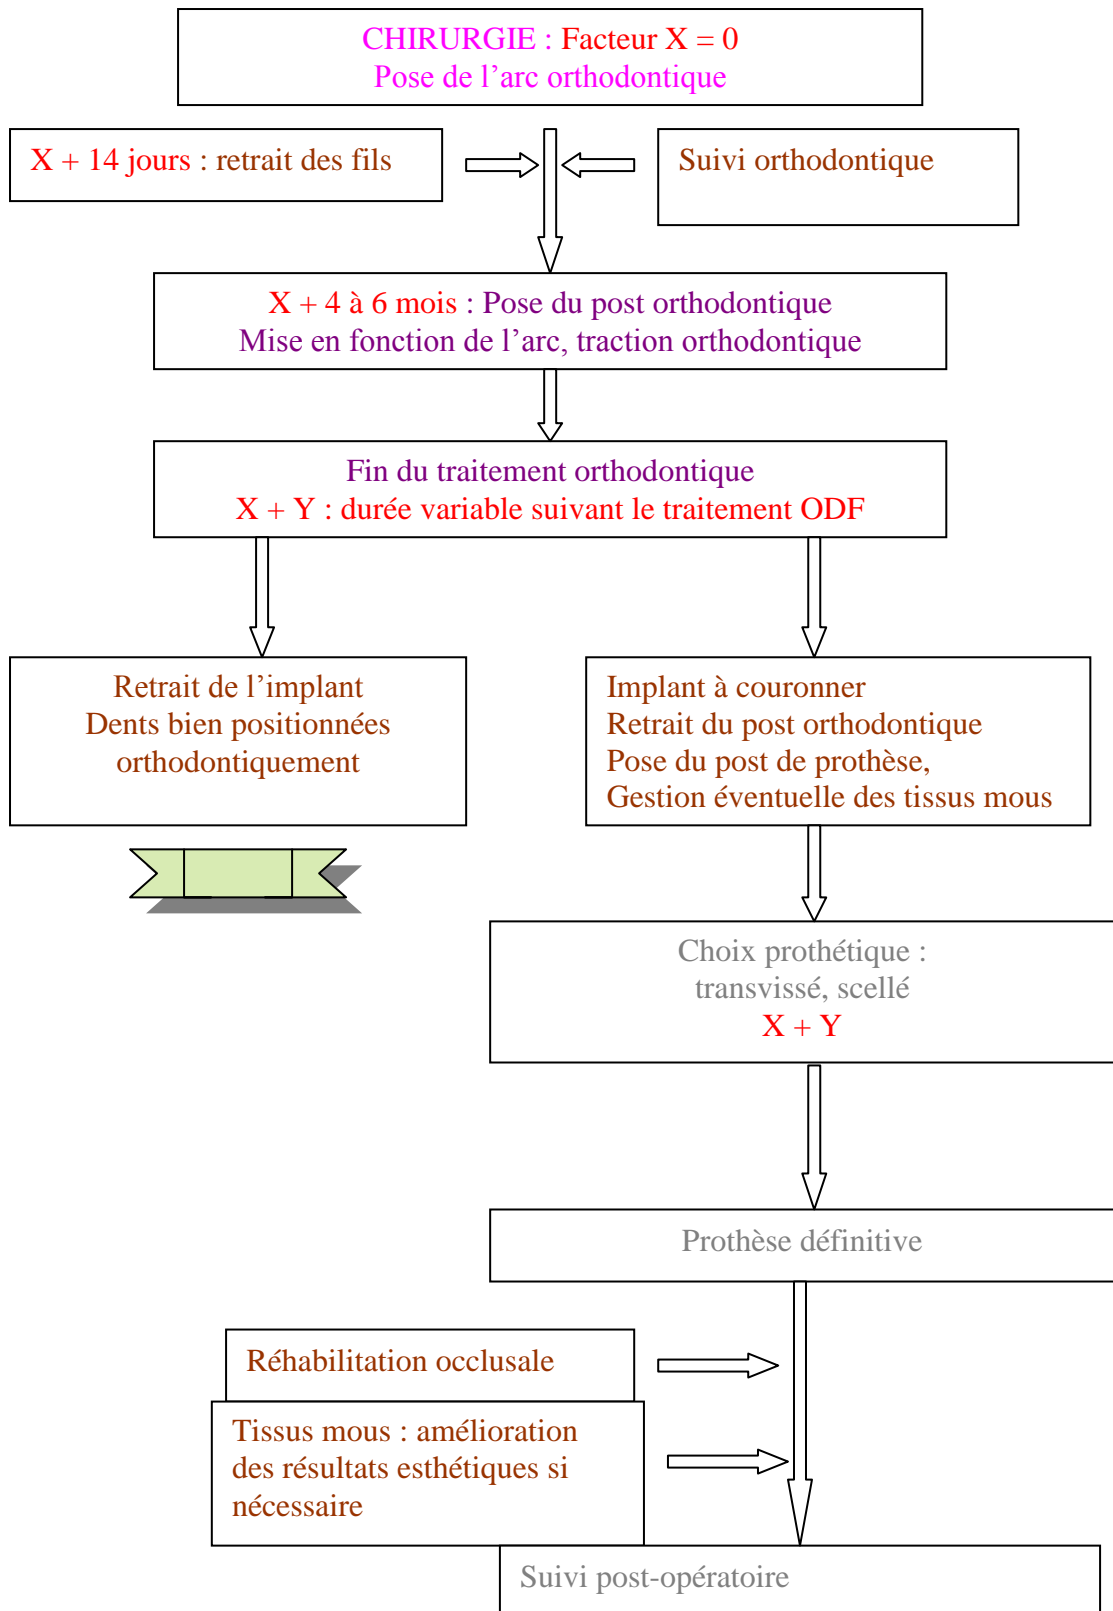 CHIRURGIE : Facteur X = 0
Pose de l’arc orthodontique
X + 14 jours : retrait des fils
Suivi orthodontique
X + 4 à 6 mois : Pose du post orthodontique
Mise en fonction de l’arc, traction orthodontique
Fin du traitement orthodontique
X + Y : durée variable suivant le traitement ODF
Retrait de l’implant
Dents bien positionnées
orthodontiquement
Implant à couronner
Retrait du post orthodontique
Pose du post de prothèse,
Gestion éventuelle des tissus mous
Choix prothétique :
transvissé, scellé
X + Y
Prothèse définitive
Réhabilitation occlusale
Tissus mous : amélioration
des résultats esthétiques si
nécessaire
Suivi post-opératoire